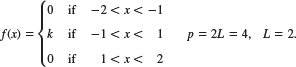 0 if −2 < x < −1
f(x) = { k if −1 < x < 1 p = 2L = 4, L = 2.
0 if 1 < x < 2